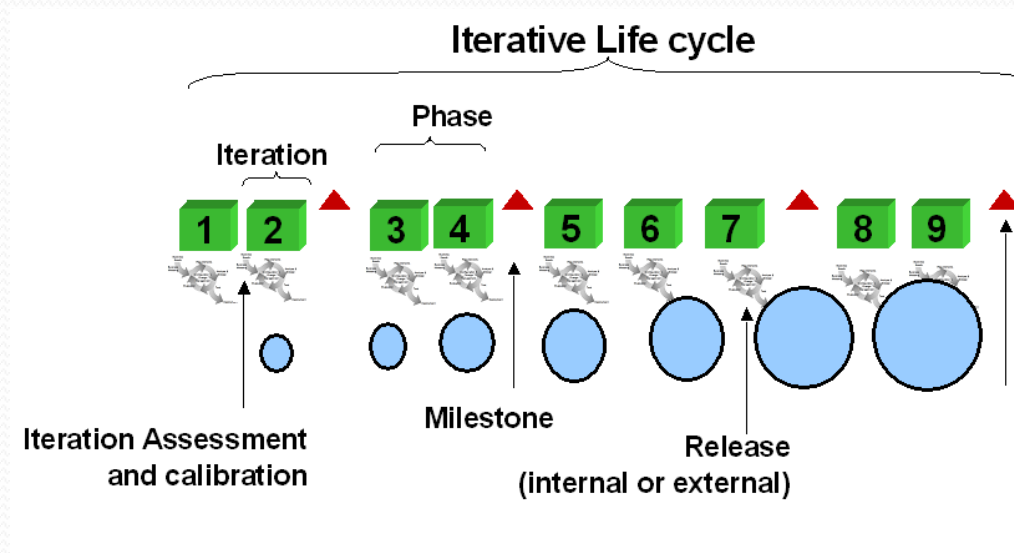 Iterative Life cycle
Phase
Iteration
1 2 3 4 5 6 7 8 9
Milestone
Iteration Assessment
and calibration
Release
(internal or external)